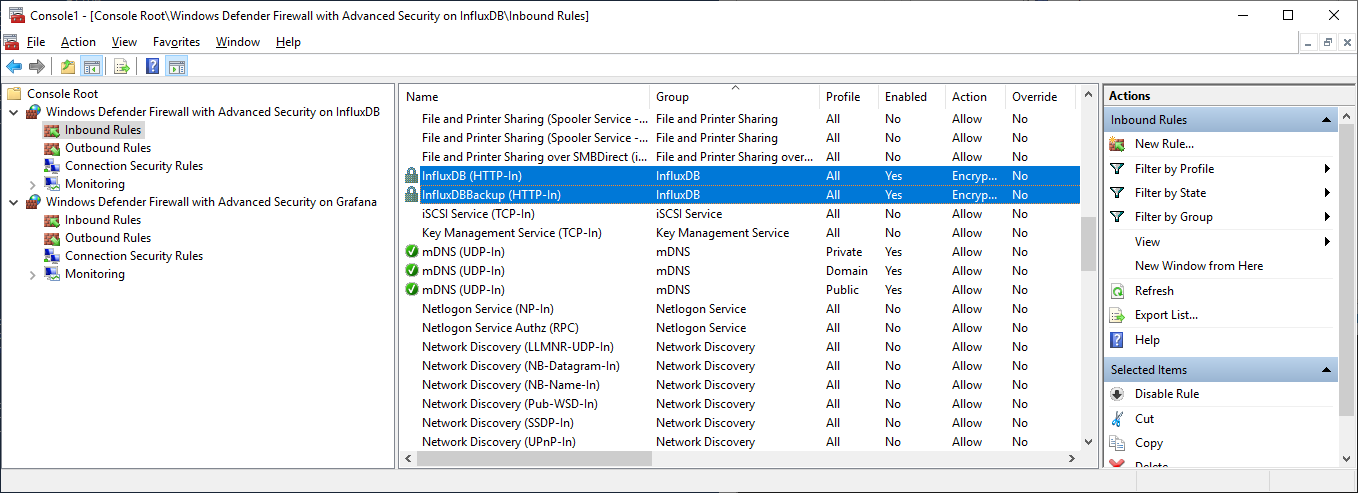 Console1 - [Console Root\Windows Defender Firewall with Advanced Security on InfluxDB\Inbound Rules]
File Action View Favorites Window Help
Console Root
Windows Defender Firewall with Advanced Security on InfluxDB
Inbound Rules
Outbound Rules
Connection Security Rules
Monitoring
Windows Defender Firewall with Advanced Security on Grafana
Inbound Rules
Outbound Rules
Connection Security Rules
Monitoring
Name Group Profile Enabled Action Override
File and Printer Sharing (Spooler Service -... File and Printer Sharing All No Allow No
File and Printer Sharing (Spooler Service -... File and Printer Sharing All No Allow No
File and Printer Sharing over SMBDirect (i... File and Printer Sharing over... All No Allow No
InfluxDB (HTTP-In) InfluxDB All Yes Encryp... No
InfluxDBBackup (HTTP-In) InfluxDB All Yes Encryp... No
iSCSI Service (TCP-In) iSCSI Service All No Allow No
Key Management Service (TCP-In) Key Management Service All No Allow No
mDNS (UDP-In) mDNS Private Yes Allow No
mDNS (UDP-In) mDNS Domain Yes Allow No
mDNS (UDP-In) mDNS Public Yes Allow No
Netlogon Service (NP-In) Netlogon Service All No Allow No
Netlogon Service Authz (RPC) Netlogon Service All No Allow No
Network Discovery (LLMNR-UDP-In) Network Discovery All No Allow No
Network Discovery (NB-Datagram-In) Network Discovery All No Allow No
Network Discovery (NB-Name-In) Network Discovery All No Allow No
Network Discovery (Pub-WSD-In) Network Discovery All No Allow No
Network Discovery (SSDP-In) Network Discovery All No Allow No
Network Discovery (UPnP-In) Network Discovery All No Allow No
Actions
Inbound Rules
New Rule...
Filter by Profile
Filter by State
Filter by Group
View
New Window from Here
Refresh
Export List...
Help
Selected Items
Disable Rule
Cut
Copy
Delete